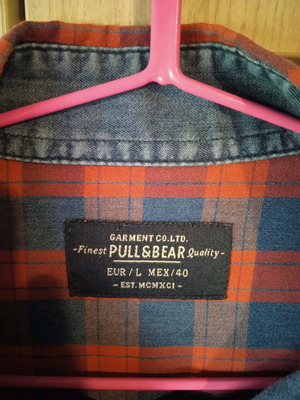 GARMENT CO.LTD.
-Finest PULL&BEAR Quality-
EUR/L MEX/40
- EST. MCMXCI -